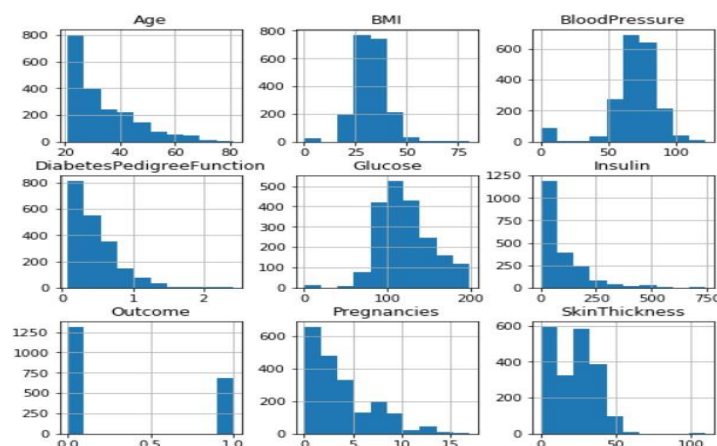 Age BMI BloodPressure
800 800
600 600 600
400 400 400
200 200 200
0 0 0
20 40 60 80 0 25 50 75 0 50 100
DiabetesPedigreeFunction Glucose Insulin
800 500 1250
600 400 1000
400 300 750
200 200 500
0 100 250
0 0
0 1 2 0 100 200 0 250 500 750
Outcome Pregnancies SkinThickness
1250 600 600
1000 400 400
750 200 200
500 0 0
250
0
0.0 0.5 1.0 0 5 10 15 0 50 100